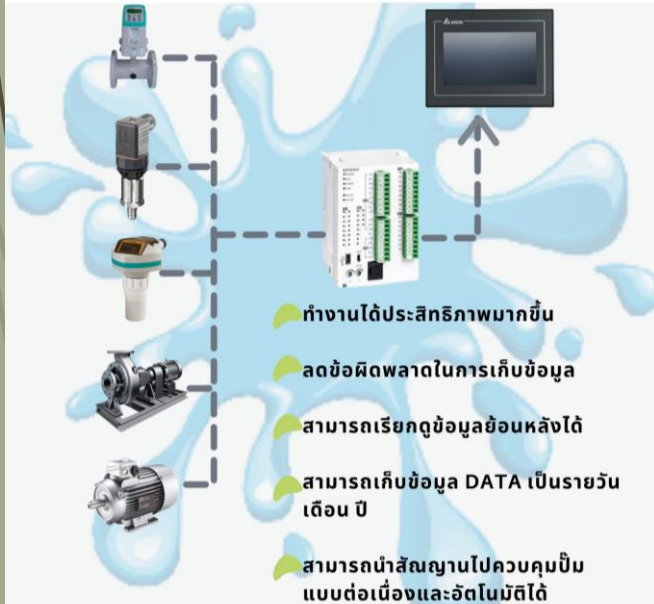 ทำงานได้ประสิทธิภาพมากขึ้น
ลดข้อผิดพลาดในการเก็บข้อมูล
สามารถเรียกดูข้อมูลย้อนหลังได้
สามารถเก็บข้อมูล DATA เป็นรายวัน
เดือน ปี
สามารถนำสัณญานไปควบคุมปั๊ม
แบบต่อเนื่องและอัตโนมัติได้